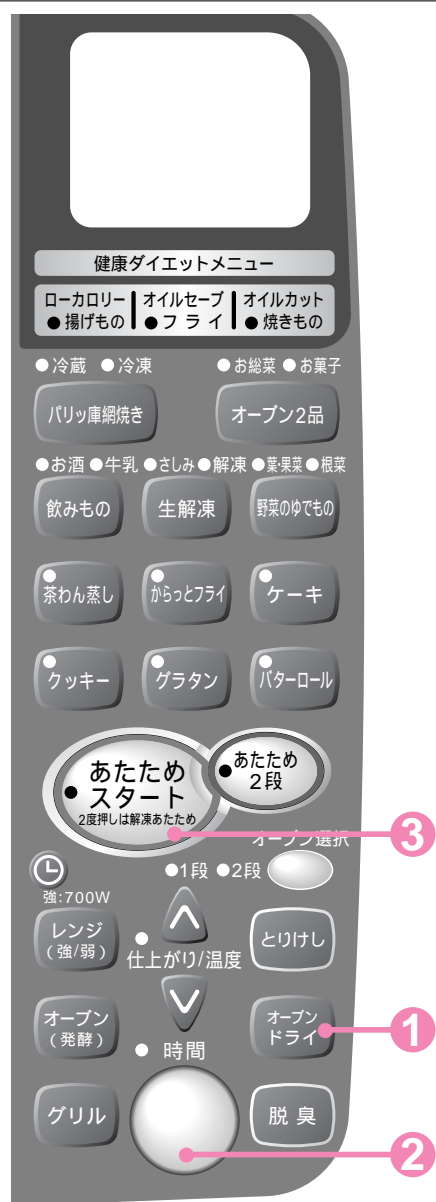 健康ダイエットメニュー
ローカロリー オイルセーブ オイルカット
●揚げもの ●フライ ●焼きもの
●冷蔵 ●冷凍 ●お総菜 ●お菓子
パリッ庫網焼き オーブン2品
●お酒 ●牛乳 ●さしみ ●解凍 ●葉・果菜 ●根菜
飲みもの 生解凍 野菜のゆでもの
茶わん蒸し からっとフライ ケーキ
クッキー グラタン バターロール
あたため
スタート
2度押しは解凍あたため
あたため
2段
3
オーブン選択
●1段 ●2段
強:700W
レンジ
(強/弱)
仕上がり/温度
とりけし
オーブン
(発酵)
オーブン
ドライ
1
時間
グリル
脱臭
2